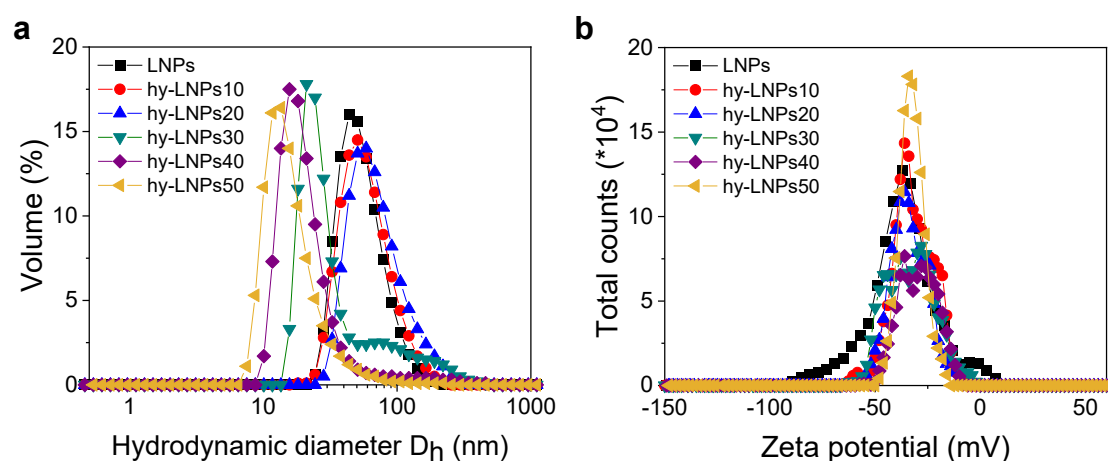 a
20
15
10
5
0
Volume (%)
LNPs
hy-LNPs10
hy-LNPs20
hy-LNPs30
hy-LNPs40
hy-LNPs50
1
10
100
1000
Hydrodynamic diameter Dh (nm)
b
20
15
10
5
0
Total counts (*10^4)
LNPs
hy-LNPs10
hy-LNPs20
hy-LNPs30
hy-LNPs40
hy-LNPs50
-150
-100
-50
0
50
Zeta potential (mV)